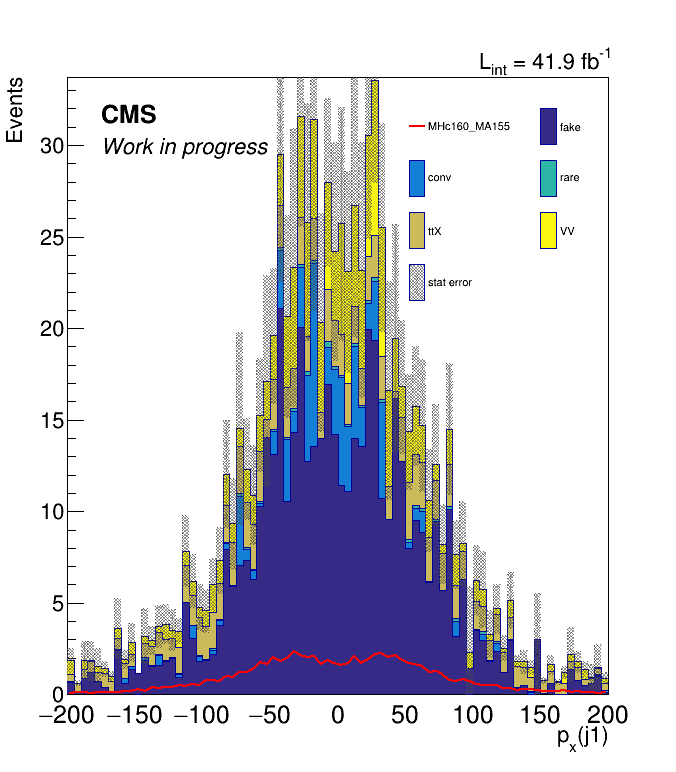 L_int = 41.9 fb^-1
Events
CMS
Work in progress
MHc160_MA155
fake
conv
rare
ttX
VV
stat error
30
25
20
15
10
5
0
−200 −150 −100 −50 0 50 100 150 200
p_x(j1)